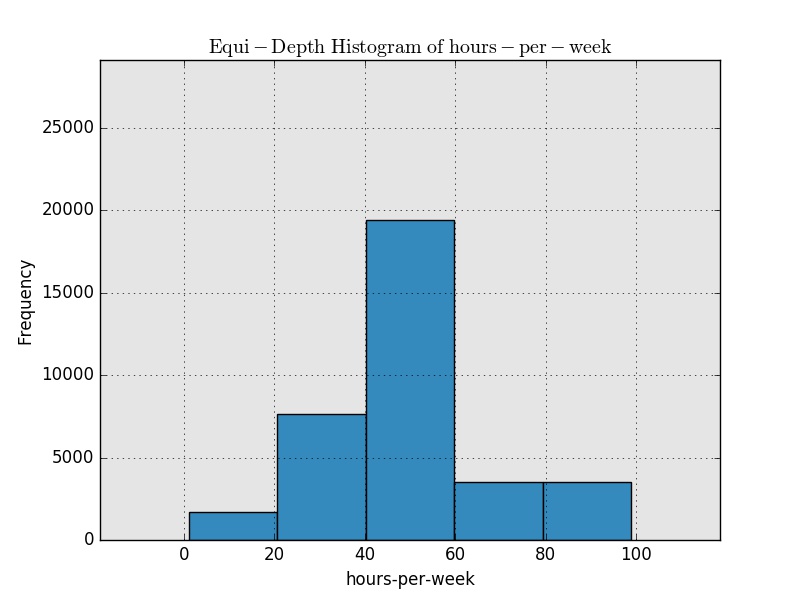 Equi − Depth Histogram of hours − per − week
25000
20000
15000
10000
5000
0
Frequency
0 20 40 60 80 100
hours-per-week